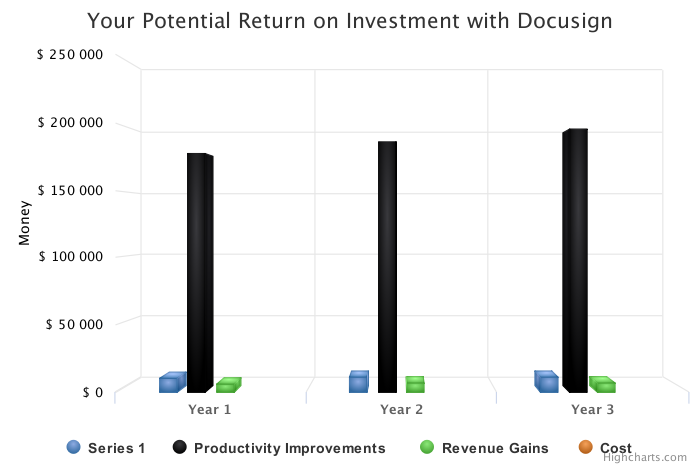 Your Potential Return on Investment with Docusign
$ 250 000
$ 200 000
$ 150 000
$ 100 000
$ 50 000
$ 0
Money
Year 1
Year 2
Year 3
Series 1
Productivity Improvements
Revenue Gains
Cost
Highcharts.com